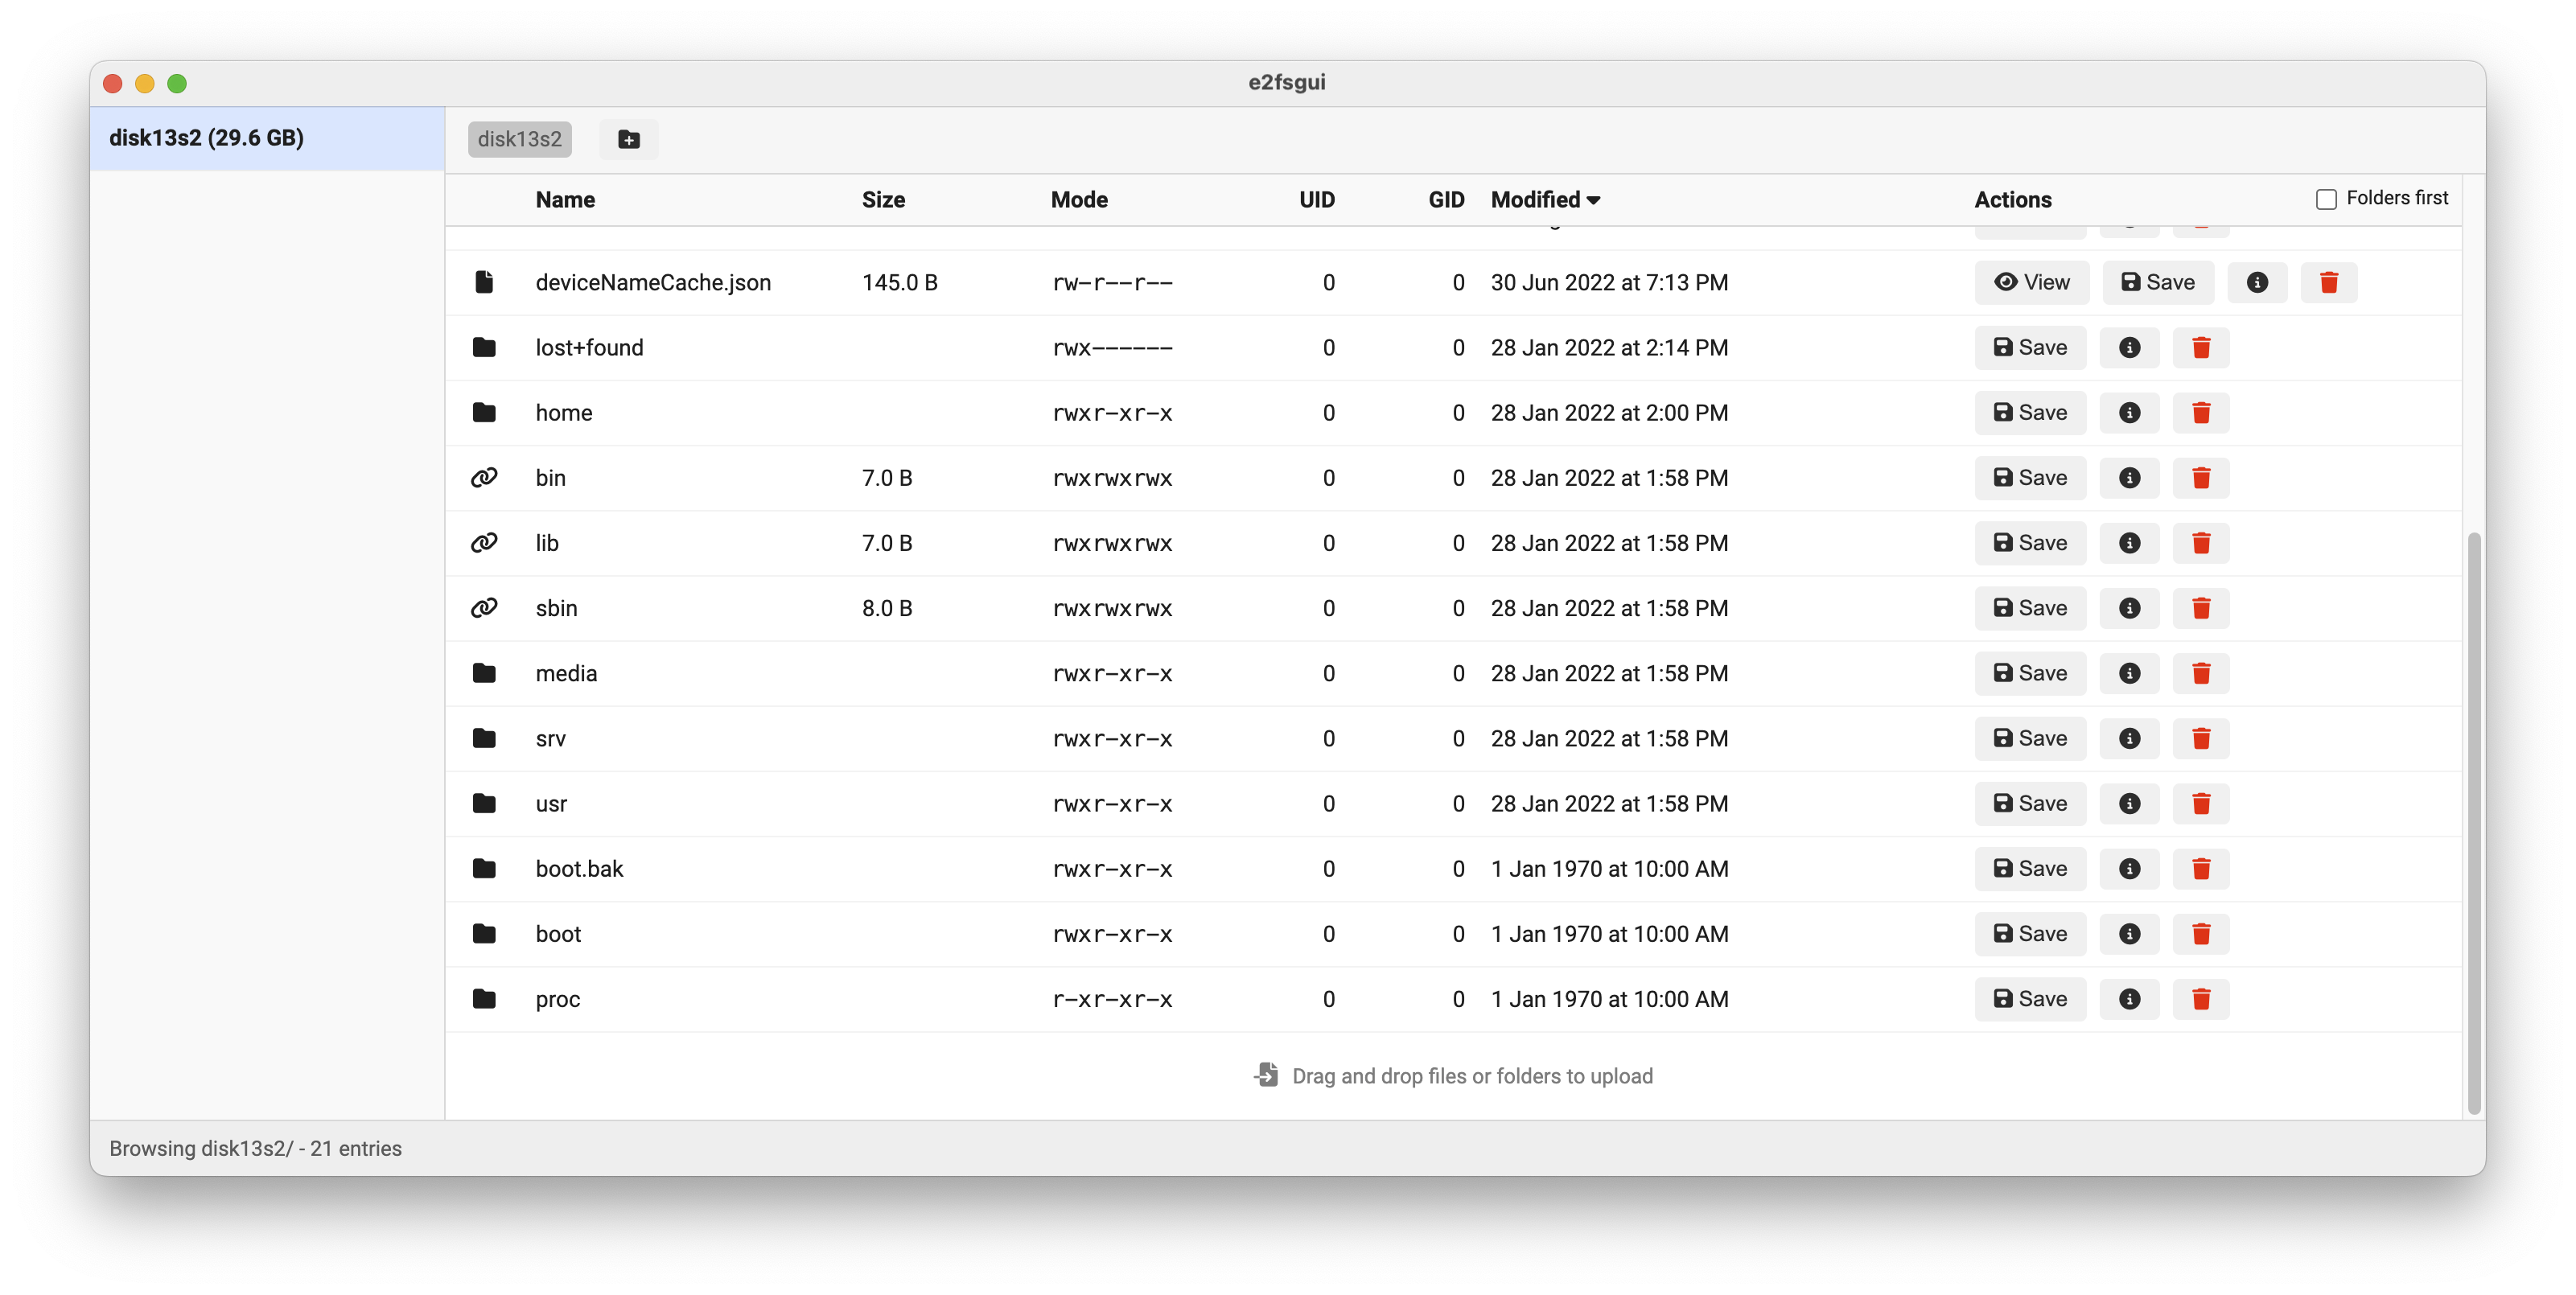 e2fsgui
disk13s2 (29.6 GB)
disk13s2
Name Size Mode UID GID Modified Actions Folders first
deviceNameCache.json 145.0 B rw-r--r-- 0 0 30 Jun 2022 at 7:13 PM View Save
lost+found rwx------ 0 0 28 Jan 2022 at 2:14 PM Save
home rwxr-xr-x 0 0 28 Jan 2022 at 2:00 PM Save
bin 7.0 B rwxrwxrwx 0 0 28 Jan 2022 at 1:58 PM Save
lib 7.0 B rwxrwxrwx 0 0 28 Jan 2022 at 1:58 PM Save
sbin 8.0 B rwxrwxrwx 0 0 28 Jan 2022 at 1:58 PM Save
media rwxr-xr-x 0 0 28 Jan 2022 at 1:58 PM Save
srv rwxr-xr-x 0 0 28 Jan 2022 at 1:58 PM Save
usr rwxr-xr-x 0 0 28 Jan 2022 at 1:58 PM Save
boot.bak rwxr-xr-x 0 0 1 Jan 1970 at 10:00 AM Save
boot rwxr-xr-x 0 0 1 Jan 1970 at 10:00 AM Save
proc r-xr-xr-x 0 0 1 Jan 1970 at 10:00 AM Save
Drag and drop files or folders to upload
Browsing disk13s2/ - 21 entries